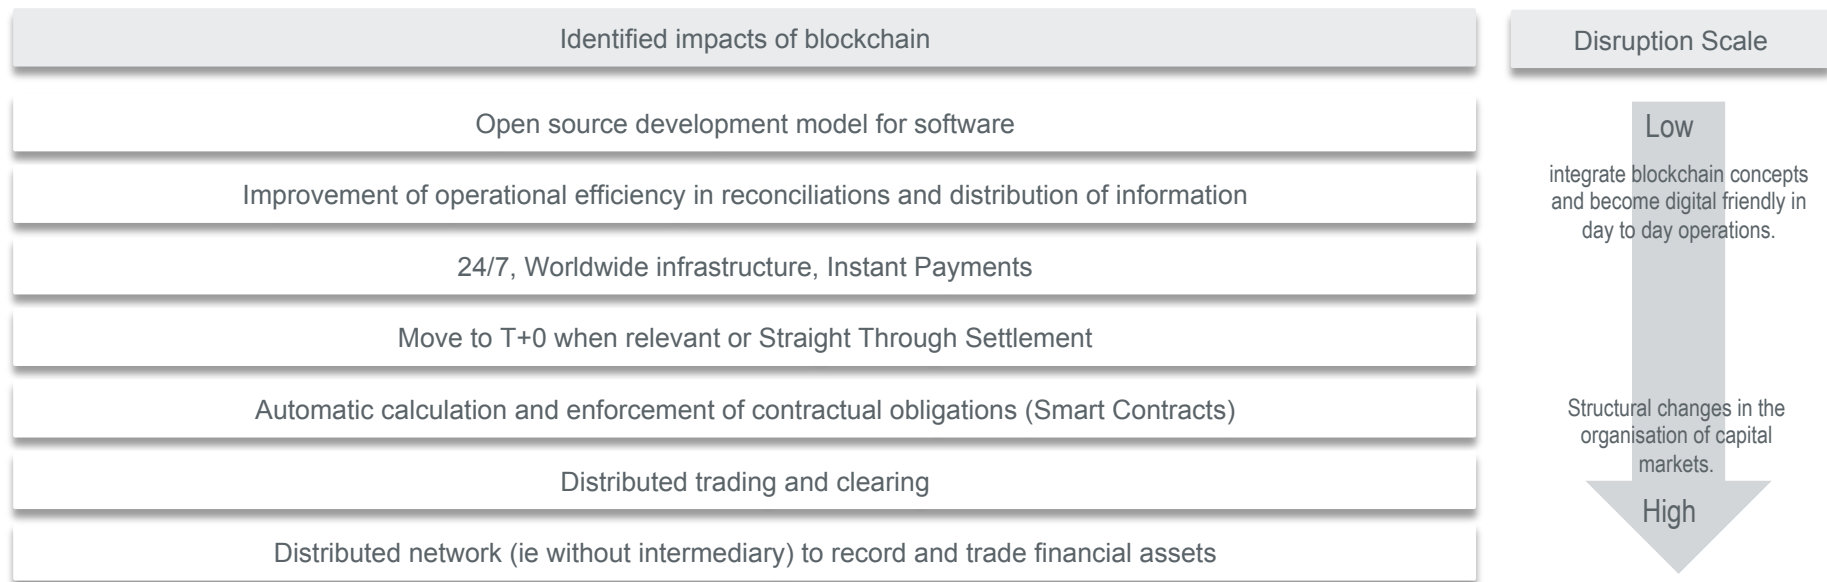 Identified impacts of blockchain
Disruption Scale
Open source development model for software
Improvement of operational efficiency in reconciliations and distribution of information
24/7, Worldwide infrastructure, Instant Payments
Move to T+0 when relevant or Straight Through Settlement
Automatic calculation and enforcement of contractual obligations (Smart Contracts)
Distributed trading and clearing
Distributed network (ie without intermediary) to record and trade financial assets
Low
integrate blockchain concepts
and become digital friendly in
day to day operations.
Structural changes in the
organisation of capital
markets.
High